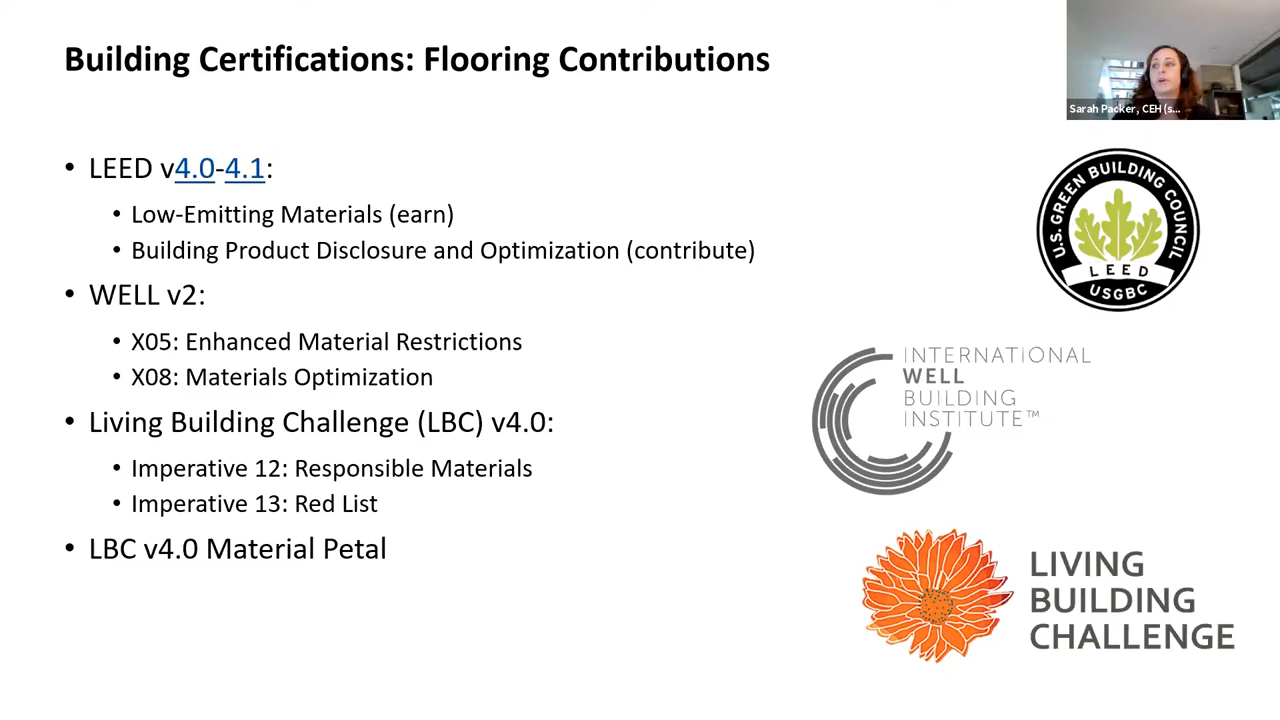 Building Certifications: Flooring Contributions
Sarah Packer, CEH (s...
• LEED v4.0-4.1:
• Low-Emitting Materials (earn)
• Building Product Disclosure and Optimization (contribute)
• WELL v2:
• X05: Enhanced Material Restrictions
• X08: Materials Optimization
• Living Building Challenge (LBC) v4.0:
• Imperative 12: Responsible Materials
• Imperative 13: Red List
• LBC v4.0 Material Petal
U.S. GREEN BUILDING COUNCIL
LEED
USGBC
INTERNATIONAL
WELL
BUILDING
INSTITUTE™
LIVING
BUILDING
CHALLENGE